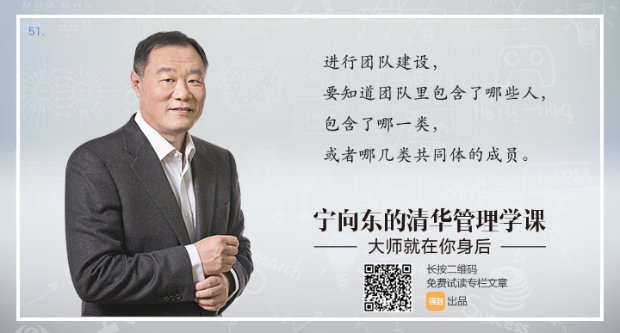 51.
进行团队建设，
要知道团队里包含了哪些人，
包含了哪一类，
或者哪几类共同体的成员。
宁向东的清华管理学课
大师就在你身后
长按二维码
免费试读专栏文章
得到 出品